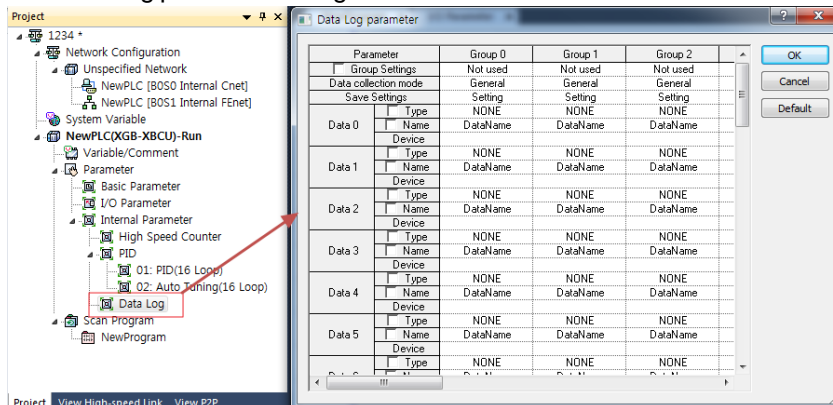 Project
1234 *
Network Configuration
Unspecified Network
NewPLC [B0S0 Internal Cnet]
NewPLC [B0S1 Internal FEnet]
System Variable
NewPLC(XGB-XBCU)-Run
Variable/Comment
Parameter
Basic Parameter
I/O Parameter
Internal Parameter
High Speed Counter
PID
01: PID(16 Loop)
02: Auto Tuning(16 Loop)
Data Log
Scan Program
NewProgram
Project View High-speed Link View P2P
Data Log parameter
Parameter Group 0 Group 1 Group 2
Group Settings Not used Not used Not used
Data collection mode General General General
Save Settings Setting Setting Setting
Data 0 Type NONE NONE NONE
Name DataName DataName DataName
Device
Data 1 Type NONE NONE NONE
Name DataName DataName DataName
Device
Data 2 Type NONE NONE NONE
Name DataName DataName DataName
Device
Data 3 Type NONE NONE NONE
Name DataName DataName DataName
Device
Data 4 Type NONE NONE NONE
Name DataName DataName DataName
Device
Data 5 Type NONE NONE NONE
Name DataName DataName DataName
Device
Type NONE NONE NONE
OK
Cancel
Default